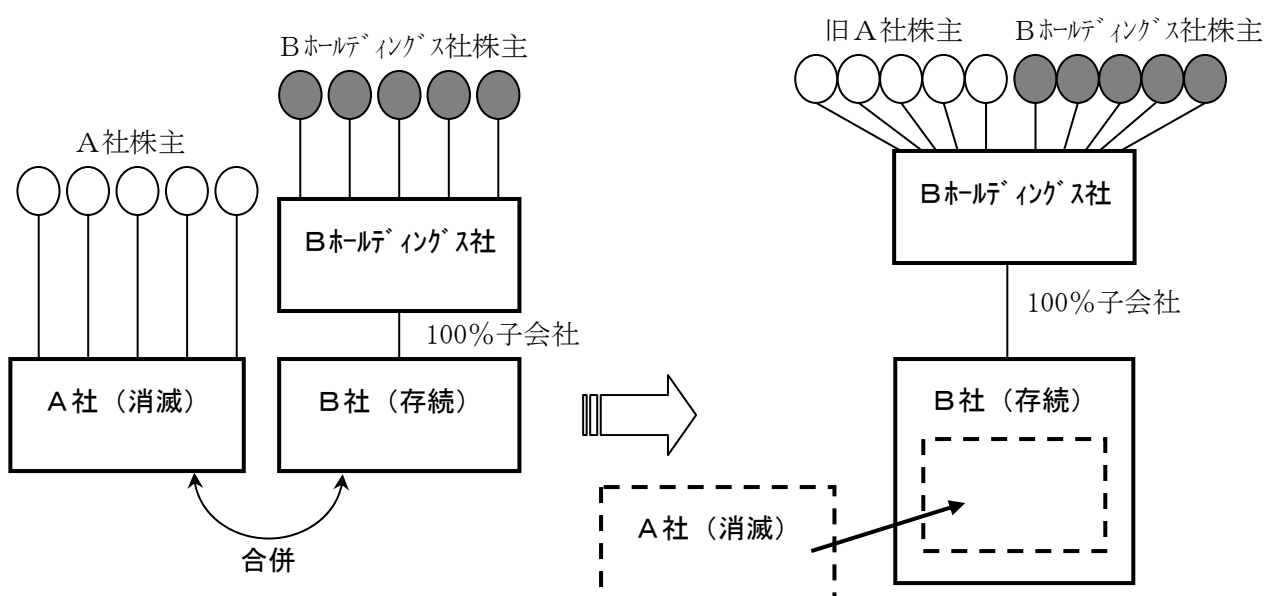 Ｂﾎｰﾙﾃﾞｨﾝｸﾞｽ社株主
Ａ社株主
Ｂﾎｰﾙﾃﾞｨﾝｸﾞｽ社
100％子会社
Ａ社（消滅）
Ｂ社（存続）
合併
旧Ａ社株主
Ｂﾎｰﾙﾃﾞｨﾝｸﾞｽ社株主
Ｂﾎｰﾙﾃﾞｨﾝｸﾞｽ社
100％子会社
Ｂ社（存続）
Ａ社（消滅）